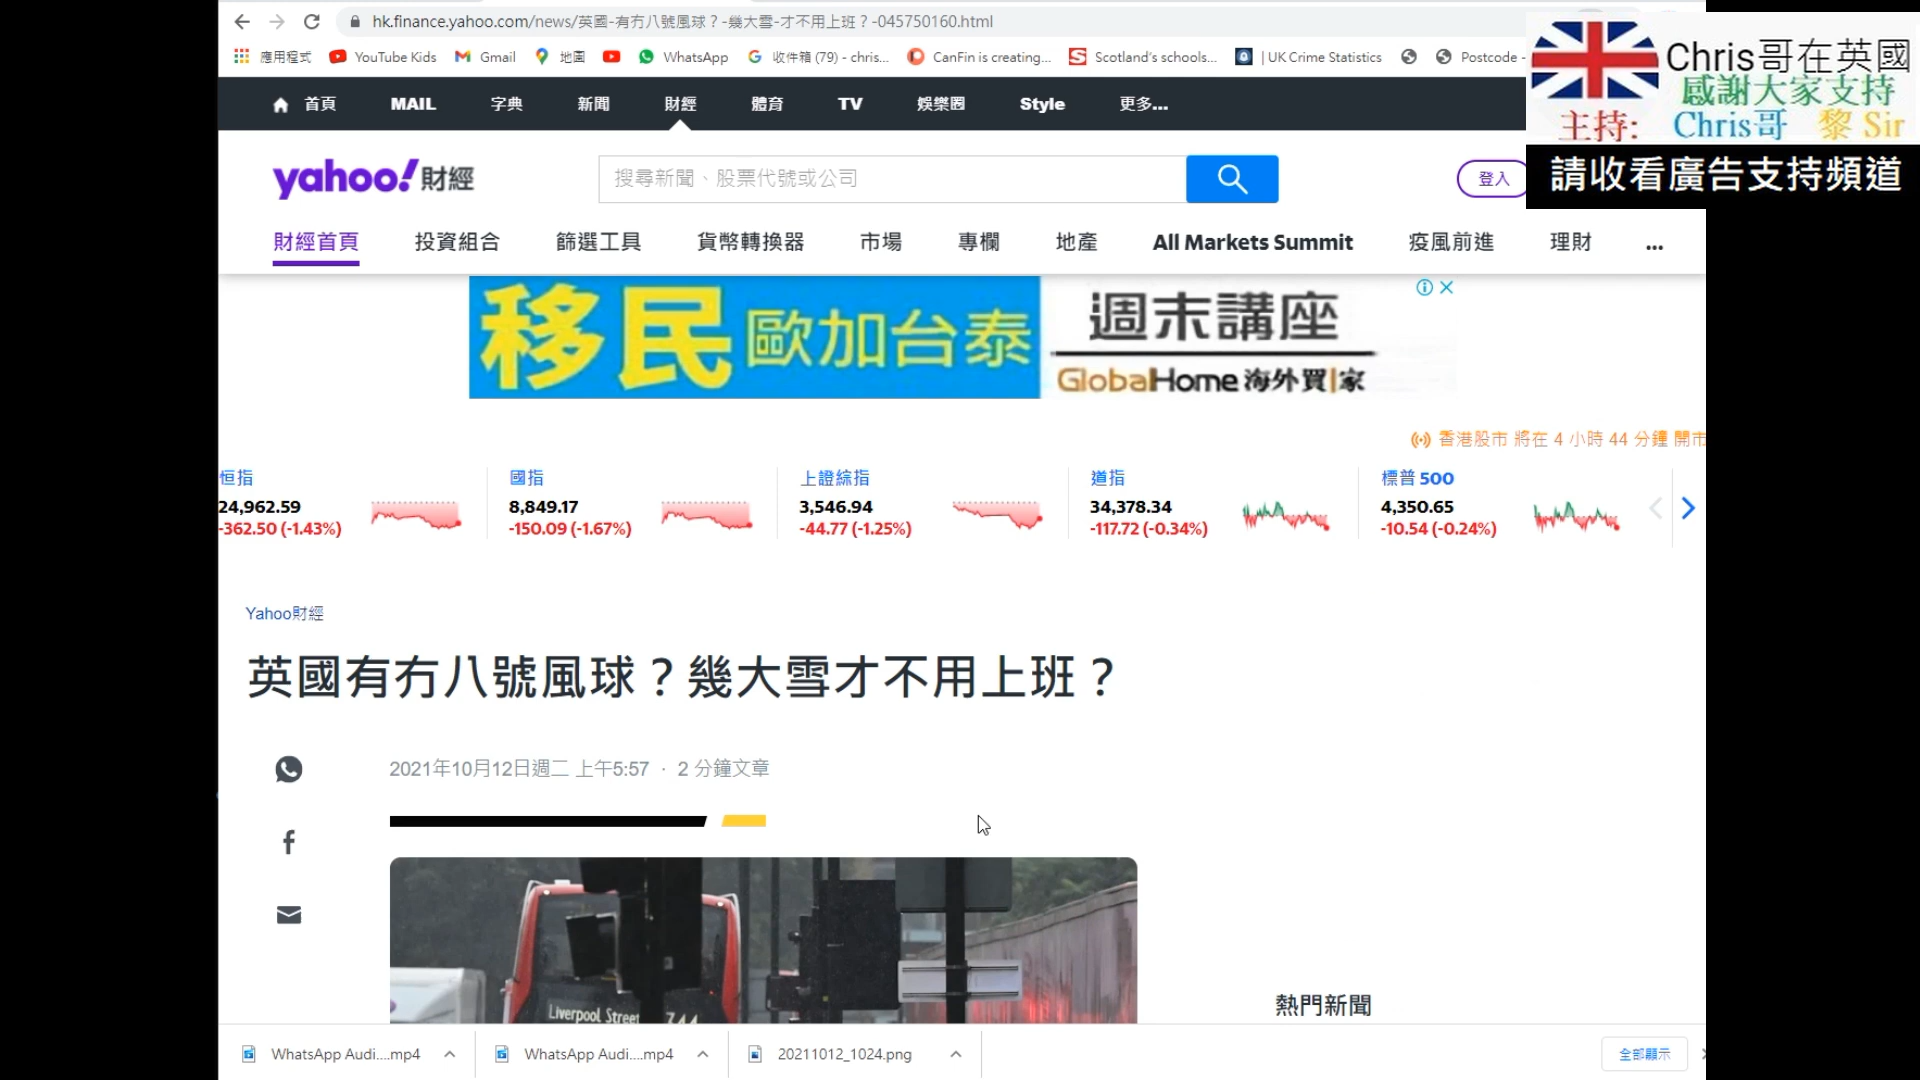 hk.finance.yahoo.com/news/英國-有冇八號風球？-幾大雪-才不用上班？-045750160.html
應用程式 YouTube Kids Gmail 地圖 WhatsApp 收件箱 (79) - chris... CanFin is creating... Scotland's schools... | UK Crime Statistics Postcode -
Chris哥在英國
感謝大家支持
主持: Chris哥 黎 Sir
請收看廣告支持頻道
首頁 MAIL 字典 新聞 財經 體育 TV 娛樂圈 Style 更多...
yahoo!財經
搜尋新聞、股票代號或公司
登入
財經首頁 投資組合 篩選工具 貨幣轉換器 市場 專欄 地產 All Markets Summit 疫風前進 理財 ...
移民歐加台泰
週末講座
GlobalHome 海外買家
香港股市 將在 4 小時 44 分鐘 開市
恒指 國指 上證綜指 道指 標普 500
24,962.59 8,849.17 3,546.94 34,378.34 4,350.65
-362.50 (-1.43%) -150.09 (-1.67%) -44.77 (-1.25%) -117.72 (-0.34%) -10.54 (-0.24%)
Yahoo財經
英國有冇八號風球？幾大雪才不用上班？
2021年10月12日週二 上午5:57 · 2 分鐘文章
Liverpool Street
熱門新聞
WhatsApp Audi....mp4 WhatsApp Audi....mp4 20211012_1024.png 全部顯示